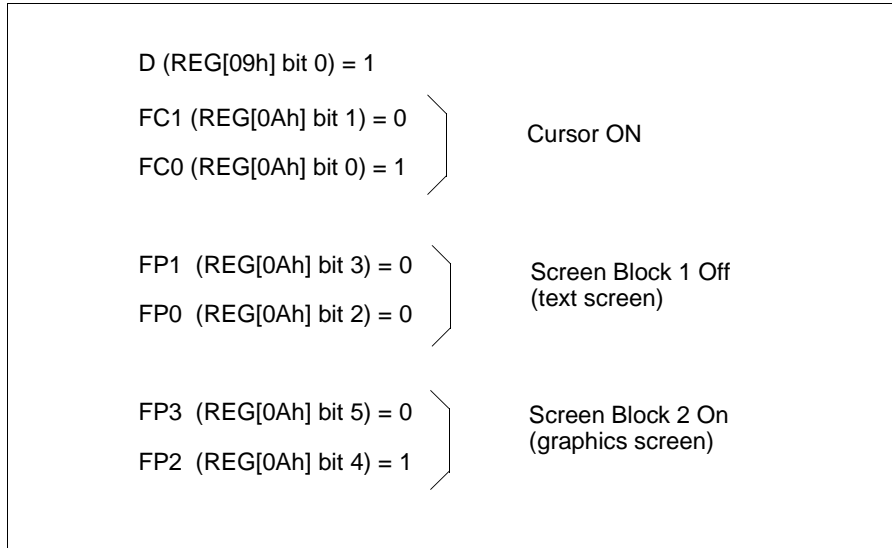 D (REG[09h] bit 0) = 1
FC1 (REG[0Ah] bit 1) = 0
FC0 (REG[0Ah] bit 0) = 1
Cursor ON
FP1 (REG[0Ah] bit 3) = 0
FP0 (REG[0Ah] bit 2) = 0
Screen Block 1 Off
(text screen)
FP3 (REG[0Ah] bit 5) = 0
FP2 (REG[0Ah] bit 4) = 1
Screen Block 2 On
(graphics screen)